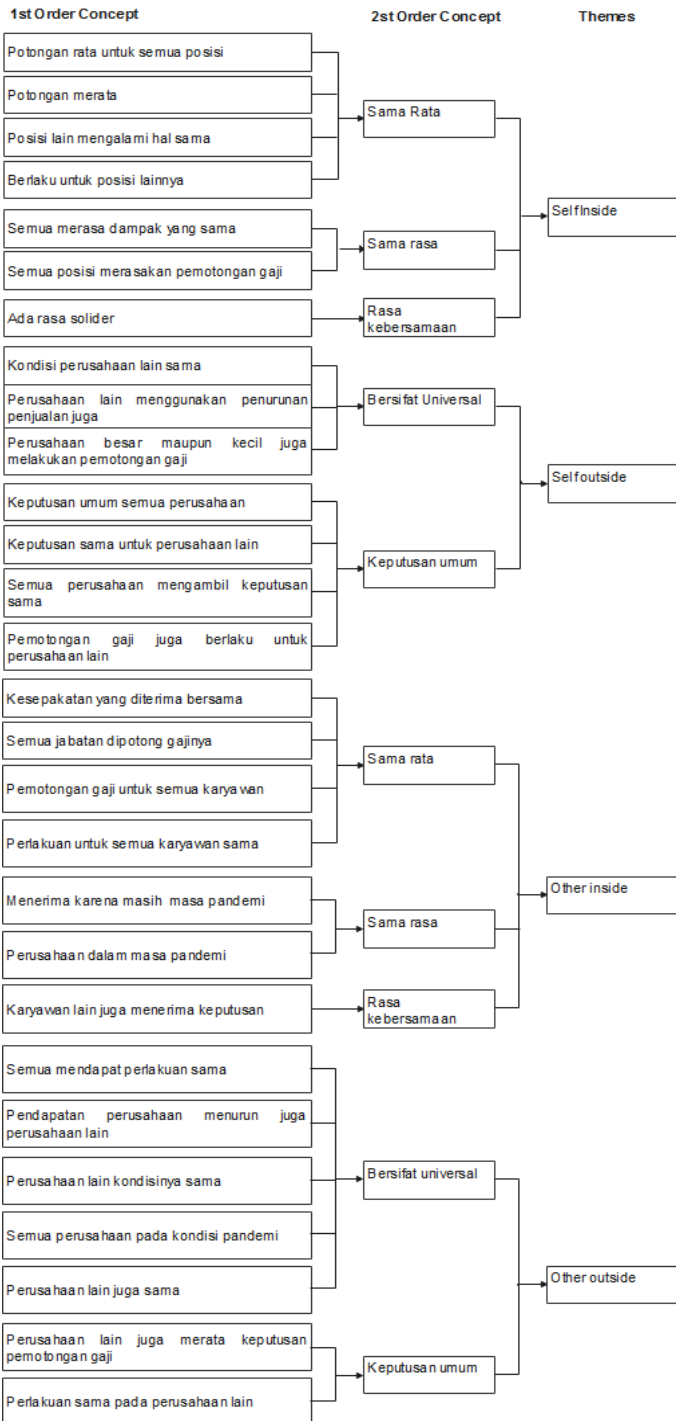 1st Order Concept
2st Order Concept
Themes
Potongan rata untuk semua posisi
Potongan merata
Posisi lain mengalami hal sama
Berlaku untuk posisi lainnya
Sama Rata
Semua merasa dampak yang sama
Semua posisi merasakan pemotongan gaji
Sama rasa
Ada rasa solider
Rasa
kebersamaan
Self Inside
Kondisi perusahaan lain sama
Perusahaan lain menggunakan penurunan
penjualan juga
Perusahaan besar maupun kecil juga
melakukan pemotongan gaji
Bersifat Universal
Keputusan umum semua perusahaan
Keputusan sama untuk perusahaan lain
Semua perusahaan mengambil keputusan
sama
Pemotongan gaji juga berlaku untuk
perusahaan lain
Keputusan umum
Self outside
Kesepakatan yang diterima bersama
Semua jabatan dipotong gajinya
Pemotongan gaji untuk semua karyawan
Perlakuan untuk semua karyawan sama
Sama rata
Menerima karena masih masa pandemi
Perusahaan dalam masa pandemi
Sama rasa
Karyawan lain juga menerima keputusan
Rasa
kebersamaan
Other inside
Semua mendapat perlakuan sama
Pendapatan perusahaan menurun juga
perusahaan lain
Perusahaan lain kondisinya sama
Semua perusahaan pada kondisi pandemi
Perusahaan lain juga sama
Bersifat universal
Perusahaan lain juga merata keputusan
pemotongan gaji
Perlakuan sama pada perusahaan lain
Keputusan umum
Other outside